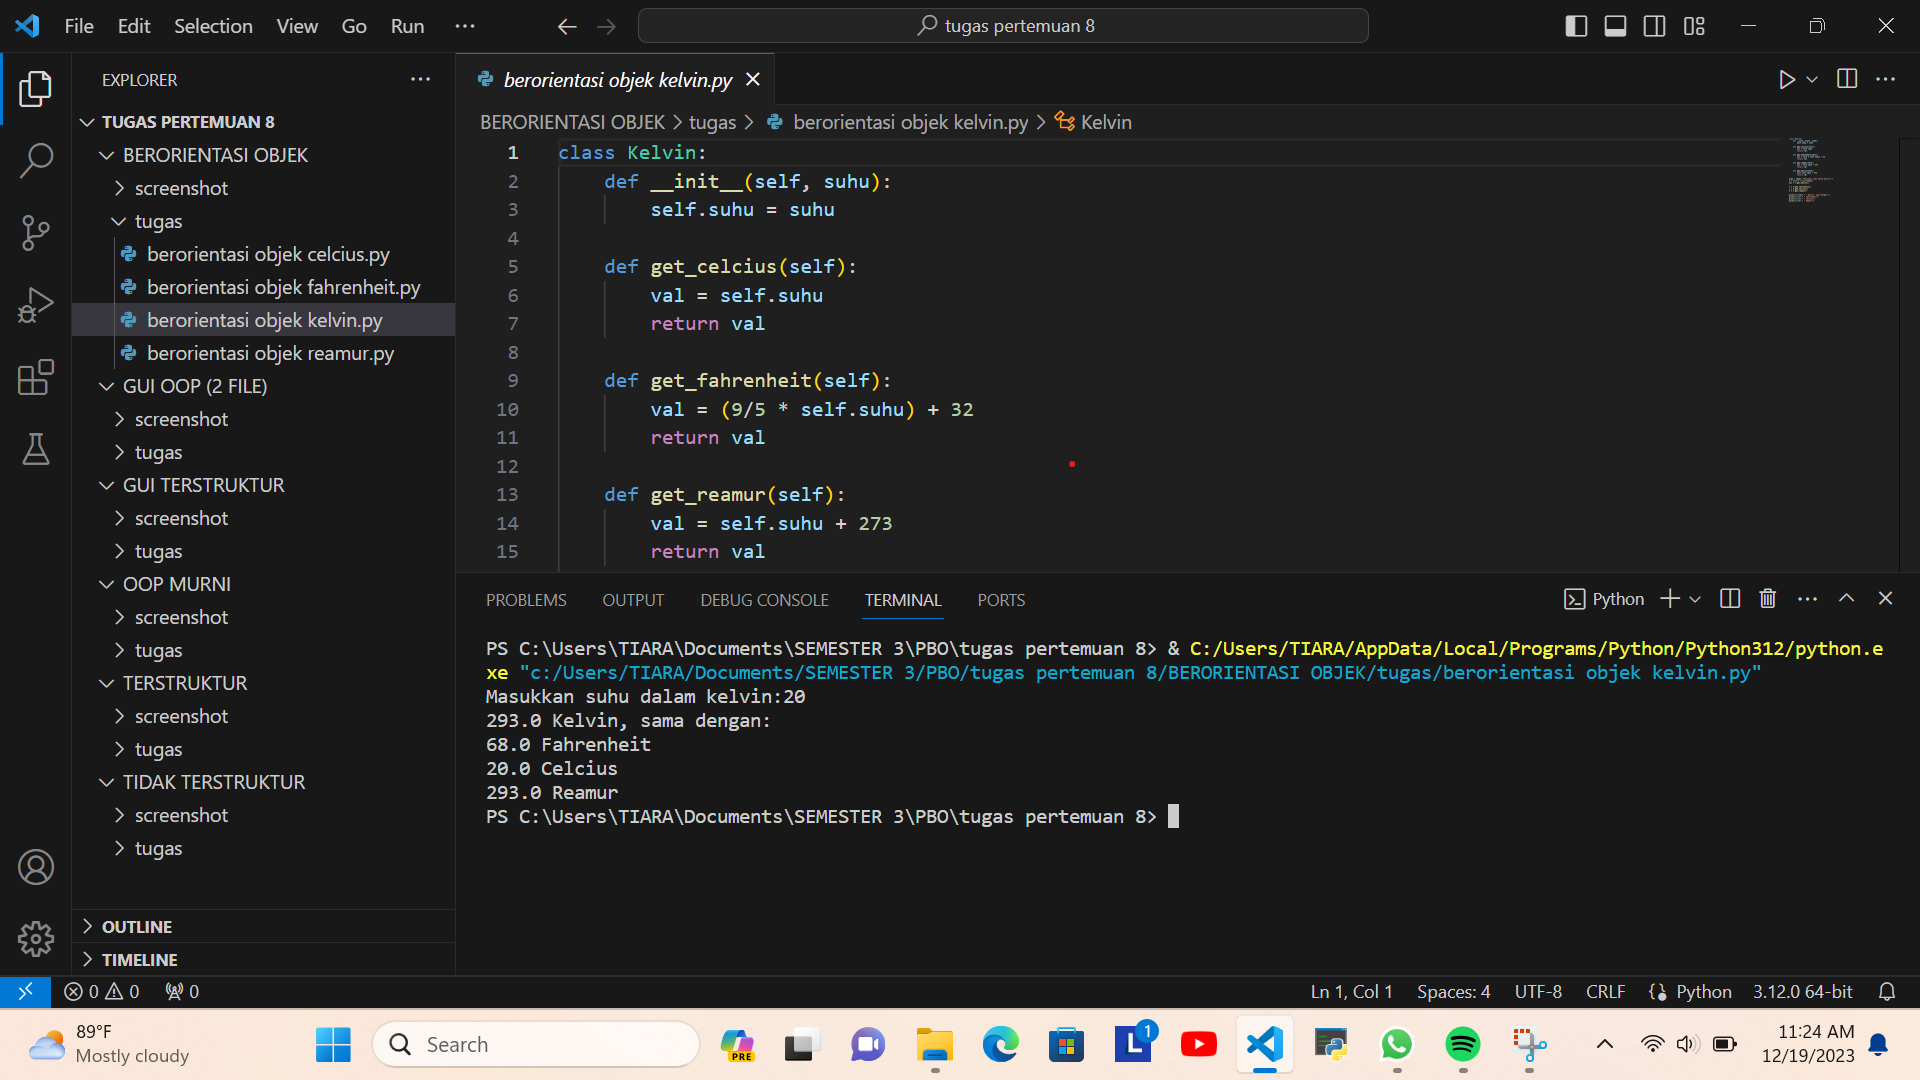 File Edit Selection View Go Run ···
tugas pertemuan 8
EXPLORER
TUGAS PERTEMUAN 8
BERORIENTASI OBJEK
screenshot
tugas
berorientasi objek celcius.py
berorientasi objek fahrenheit.py
berorientasi objek kelvin.py
berorientasi objek reamur.py
GUI OOP (2 FILE)
screenshot
tugas
GUI TERSTRUKTUR
screenshot
tugas
OOP MURNI
screenshot
tugas
TERSTRUKTUR
screenshot
tugas
TIDAK TERSTRUKTUR
screenshot
tugas
OUTLINE
TIMELINE
berorientasi objek kelvin.py
BERORIENTASI OBJEK > tugas > berorientasi objek kelvin.py > Kelvin
1 class Kelvin:
2     def __init__(self, suhu):
3         self.suhu = suhu
4
5     def get_celcius(self):
6         val = self.suhu
7         return val
8
9     def get_fahrenheit(self):
10         val = (9/5 * self.suhu) + 32
11         return val
12
13     def get_reamur(self):
14         val = self.suhu + 273
15         return val
PROBLEMS OUTPUT DEBUG CONSOLE TERMINAL PORTS
Python
PS C:\Users\TIARA\Documents\SEMESTER 3\PBO\tugas pertemuan 8> & C:/Users/TIARA/AppData/Local/Programs/Python/Python312/python.e
xe "c:/Users/TIARA/Documents/SEMESTER 3/PBO/tugas pertemuan 8/BERORIENTASI OBJEK/tugas/berorientasi objek kelvin.py"
Masukkan suhu dalam kelvin:20
293.0 Kelvin, sama dengan:
68.0 Fahrenheit
20.0 Celcius
293.0 Reamur
PS C:\Users\TIARA\Documents\SEMESTER 3\PBO\tugas pertemuan 8>
0 0 0
Ln 1, Col 1 Spaces: 4 UTF-8 CRLF Python 3.12.0 64-bit
89°F
Mostly cloudy
Search
PRE
L
1
11:24 AM
12/19/2023